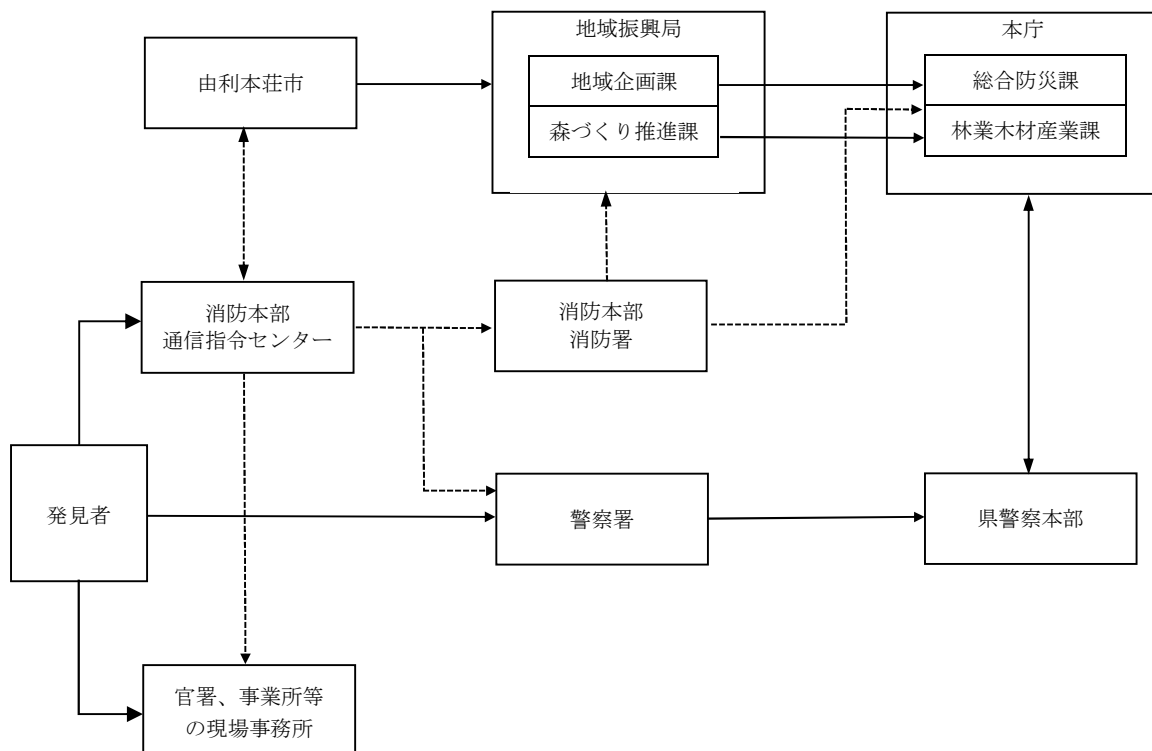 地域振興局
本庁
由利本荘市
地域企画課
総合防災課
森づくり推進課
林業木材産業課
消防本部
通信指令センター
消防本部
消防署
発見者
警察署
県警察本部
官署、事業所等
の現場事務所